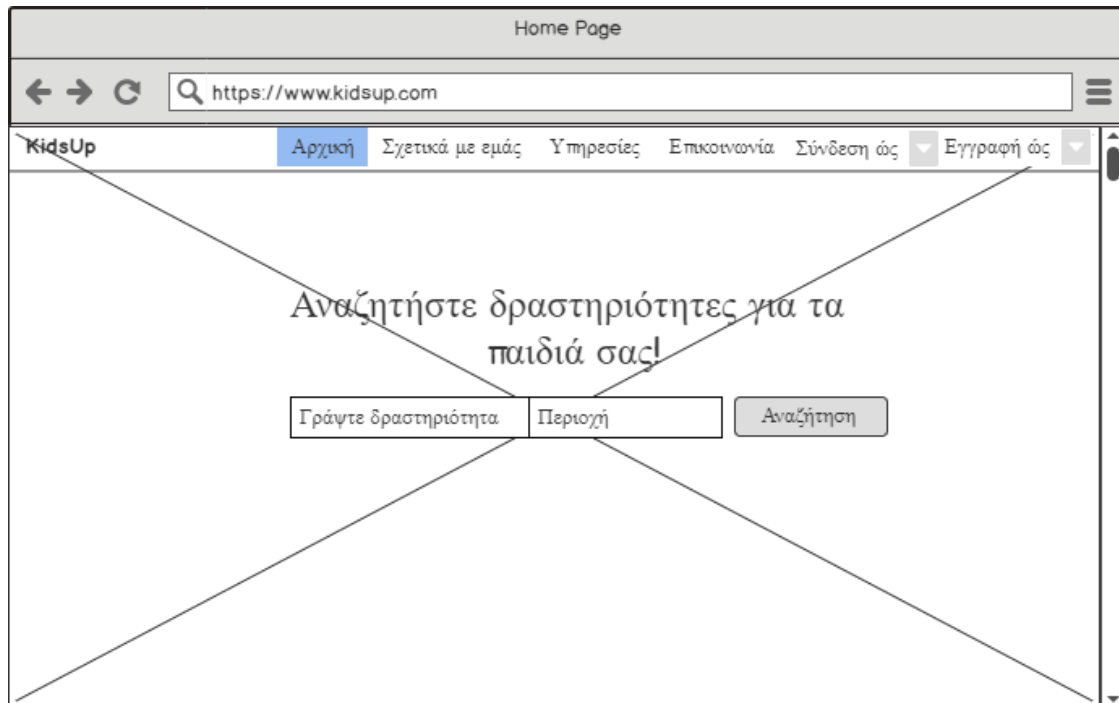 Home Page
https://www.kidsup.com
KidsUp Αρχική Σχετικά με εμάς Υπηρεσίες Επικοινωνία Σύνδεση ώς Εγγραφή ώς
Αναζητήστε δραστηριότητες για τα
παιδιά σας!
Γράψτε δραστηριότητα Περιοχή Αναζήτηση